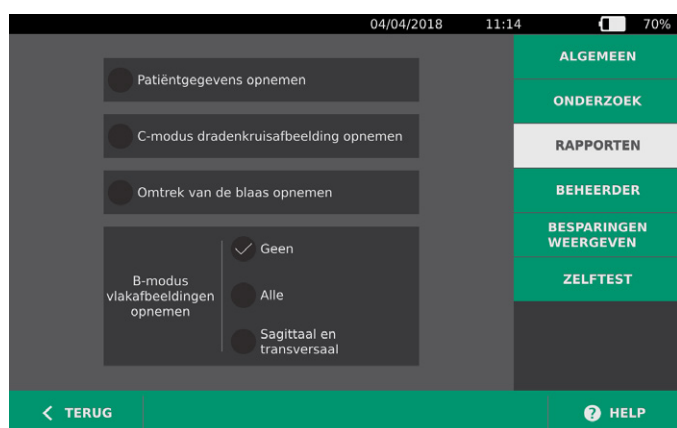 04/04/2018 11:14 70%
Patiëntgegevens opnemen
C-modus dradenkruisafbeelding opnemen
Omtrek van de blaas opnemen
B-modus
vlakafbeeldingen
opnemen
Geen
Alle
Sagittaal en
transversaal
ALGEMEEN
ONDERZOEK
RAPPORTEN
BEHEERDER
BESPARINGEN
WEERGEVEN
ZELFTEST
TERUG
? HELP